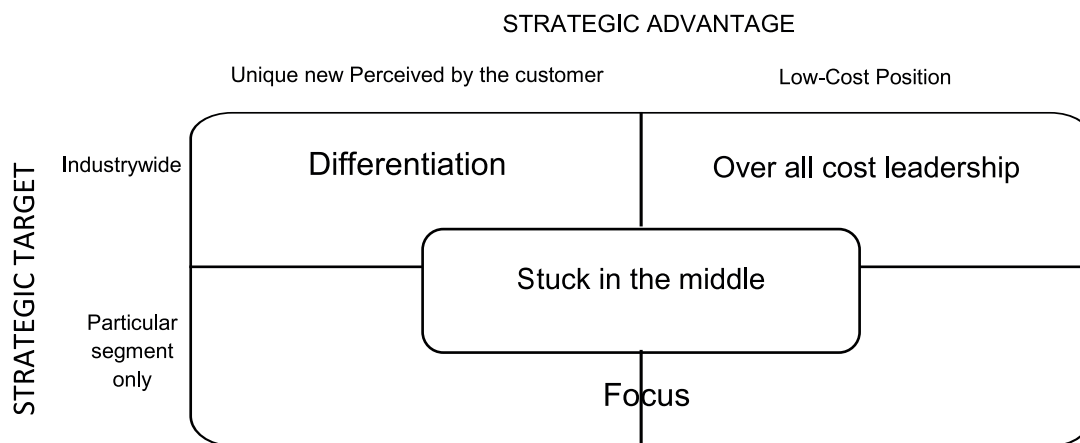 STRATEGIC ADVANTAGE
Unique new Perceived by the customer
Low-Cost Position
STRATEGIC TARGET
Industrywide
Differentiation
Over all cost leadership
Stuck in the middle
Particular
segment
only
Focus